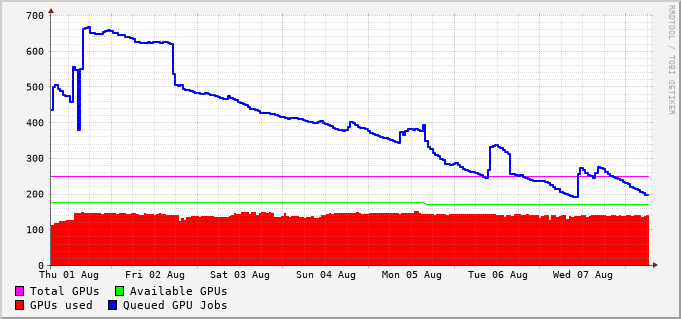 700
600
500
400
300
200
100
0
Thu 01 Aug Fri 02 Aug Sat 03 Aug Sun 04 Aug Mon 05 Aug Tue 06 Aug Wed 07 Aug
Total GPUs Available GPUs
GPUs used Queued GPU Jobs
RRDTOOL / TOBI OETIKER